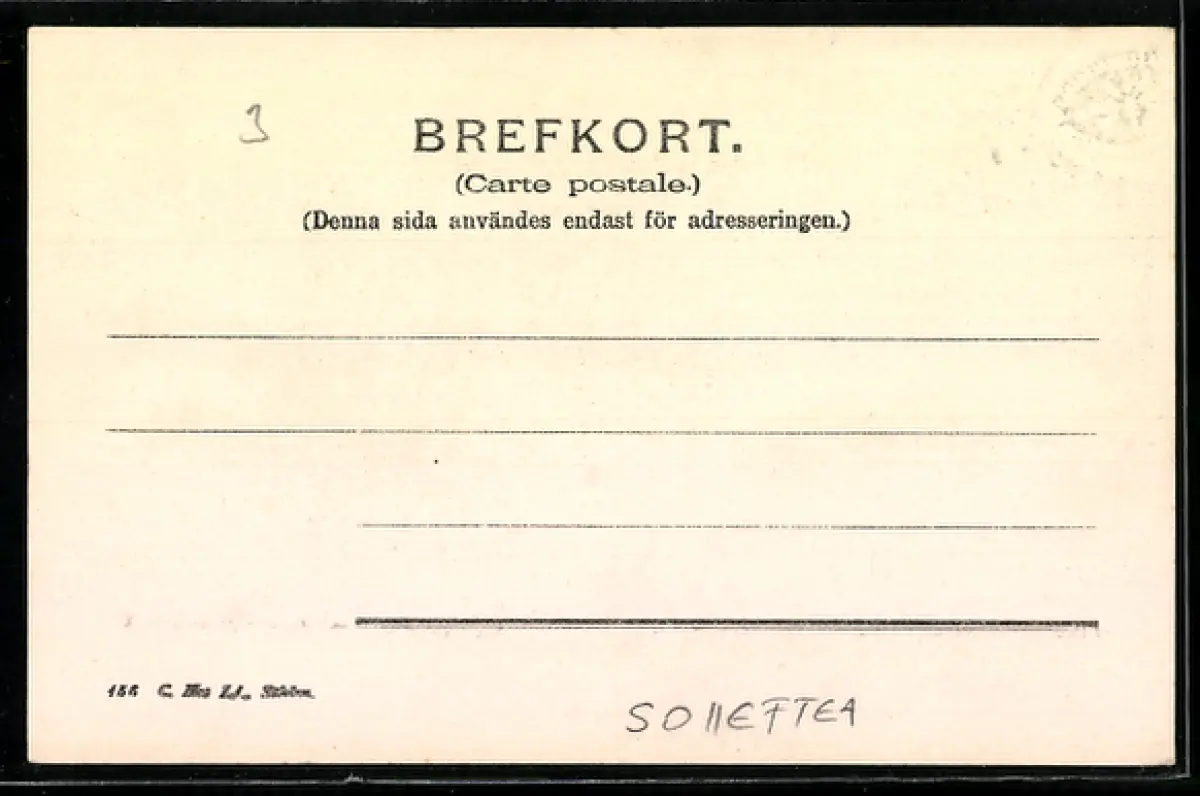 3
BREFKORT.
(Carte postale.)
(Denna sida användes endast för adresseringen.)
C.
SOllEFTEA